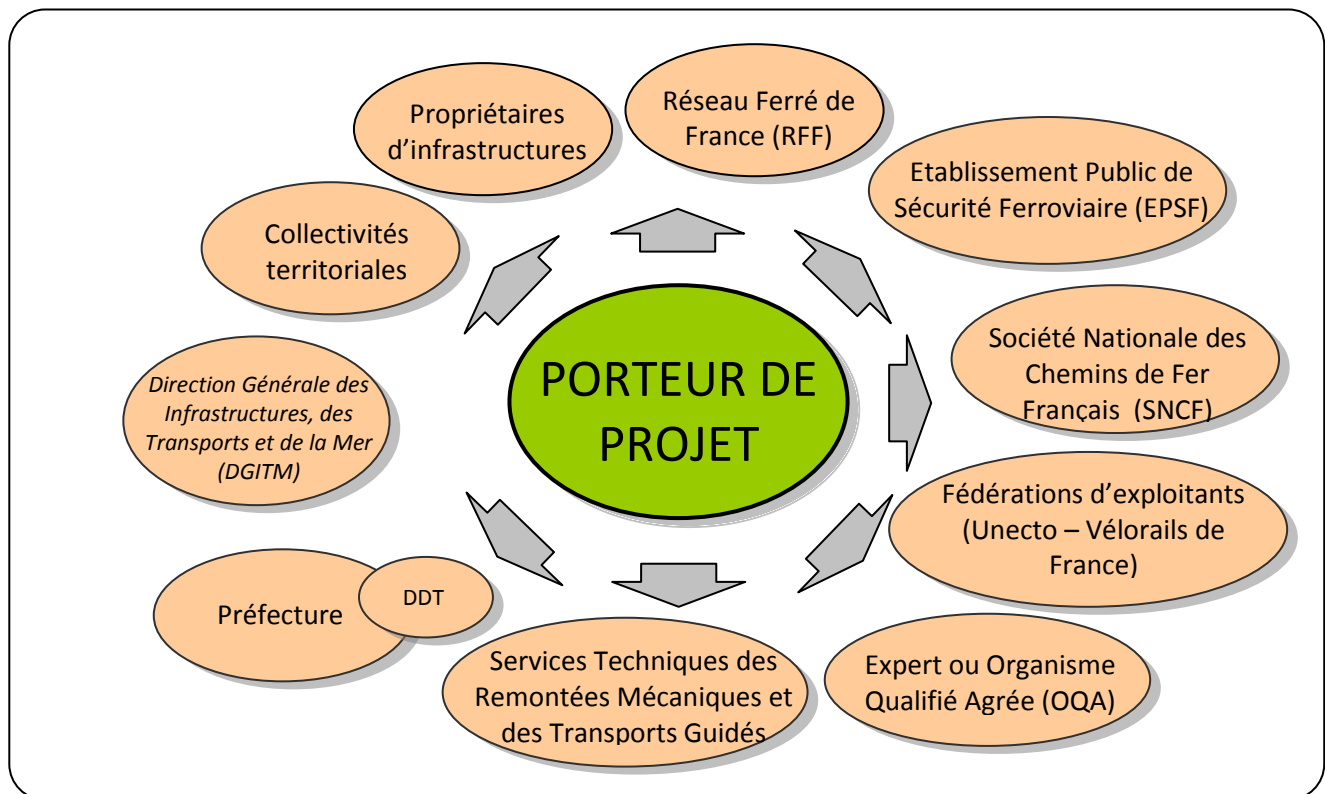 Propriétaires
d’infrastructures
Réseau Ferré de
France (RFF)
Etablissement Public de
Sécurité Ferroviaire (EPSF)
Collectivités
territoriales
Société Nationale des
Chemins de Fer
Français (SNCF)
PORTEUR DE
PROJET
Direction Générale des
Infrastructures, des
Transports et de la Mer
(DGITM)
Fédérations d’exploitants
(Unecto – Vélorails de
France)
Préfecture
DDT
Services Techniques des
Remontées Mécaniques et
des Transports Guidés
Expert ou Organisme
Qualifié Agrée (OQA)